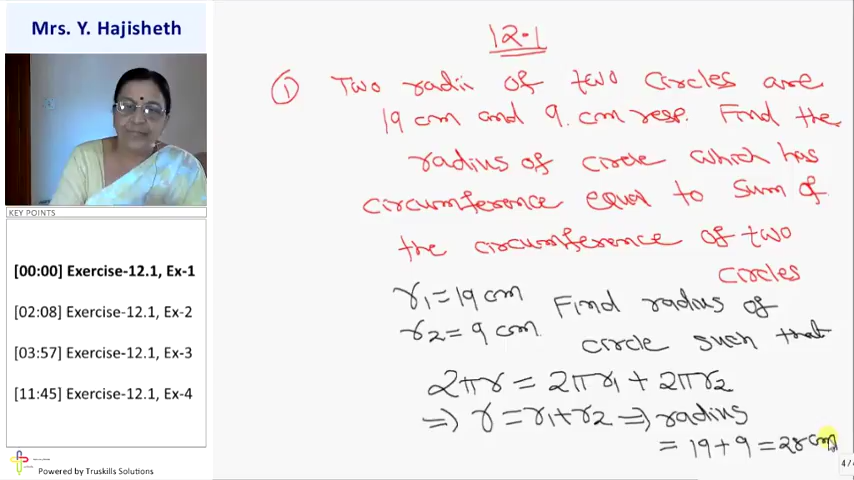 Mrs. Y. Hajisheth
KEY POINTS
[00:00] Exercise-12.1, Ex-1
[02:08] Exercise-12.1, Ex-2
[03:57] Exercise-12.1, Ex-3
[11:45] Exercise-12.1, Ex-4
Powered by Truskills Solutions
12.1
① Two radii of two circles are
19 cm and 9. cm resp. Find the
radius of circle which has
circumference equal to sum of
the circumference of two
circles
r1 = 19 cm
r2 = 9 cm
Find radius of
circle such that
2πr = 2πr1 + 2πr2
⇒ r = r1 + r2 ⇒ radius
= 19 + 9 = 28 cm
4/